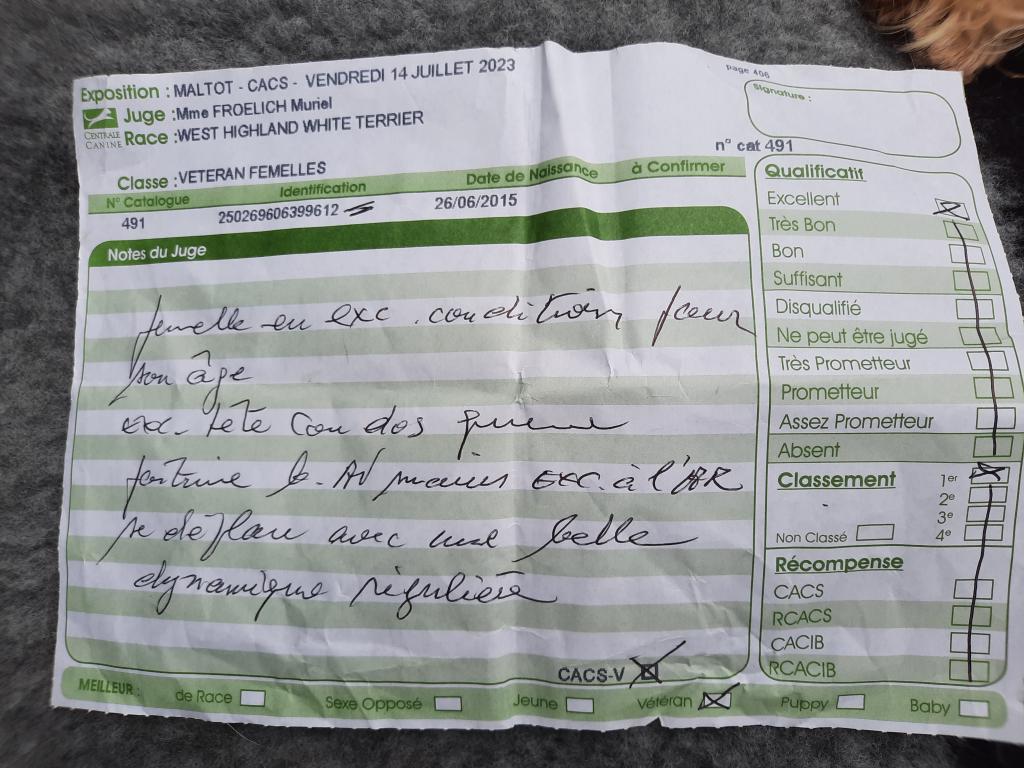 page 406
Exposition : MALTOT - CACS - VENDREDI 14 JUILLET 2023
Signature :
Juge : Mme FROELICH Muriel
CENTRALE CANINE
Race : WEST HIGHLAND WHITE TERRIER
n° cat 491
Classe : VETERAN FEMELLES
N° Catalogue Identification Date de Naissance à Confirmer
491 250269606399612 26/06/2015
Notes du Juge
femelle en exc. condition pour
son âge
exc. tête cou dos queue
poitrine b. AV mains exc. à l'AR
se déplace avec une belle
dynamique régulière
CACS-V
Qualificatif
Excellent
Très Bon
Bon
Suffisant
Disqualifié
Ne peut être jugé
Très Prometteur
Prometteur
Assez Prometteur
Absent
Classement 1er
2e
3e
Non Classé 4e
Récompense
CACS
RCACS
CACIB
RCACIB
MEILLEUR : de Race Sexe Opposé Jeune Vétéran Puppy Baby